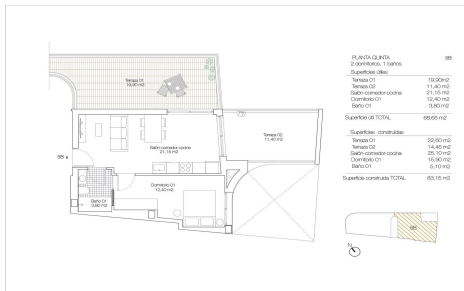 PLANTA QUINTA 5B
2 dormitorios, 1 baños
Superficies útiles
Terraza 01 19,90m2
Terraza 02 11,40 m2
Salón-comedor-cocina 21,15 m2
Dormitorio 01 12,40 m2
Baño 01 3,80 m2
Superficie útil TOTAL 68,65 m2
Superficies construidas
Terraza 01 22,60 m2
Terraza 02 14,45 m2
Salón-comedor-cocina 25,10 m2
Dormitorio 01 15,90 m2
Baño 01 5,10 m2
Superficie construida TOTAL 83,15 m2
Terraza 01
19,90 m2
Terraza 02
11,40 m2
Salón-comedor-cocina
21,15 m2
5B
Dormitorio 01
12,40 m2
Baño 01
3,80 m2
5B
N